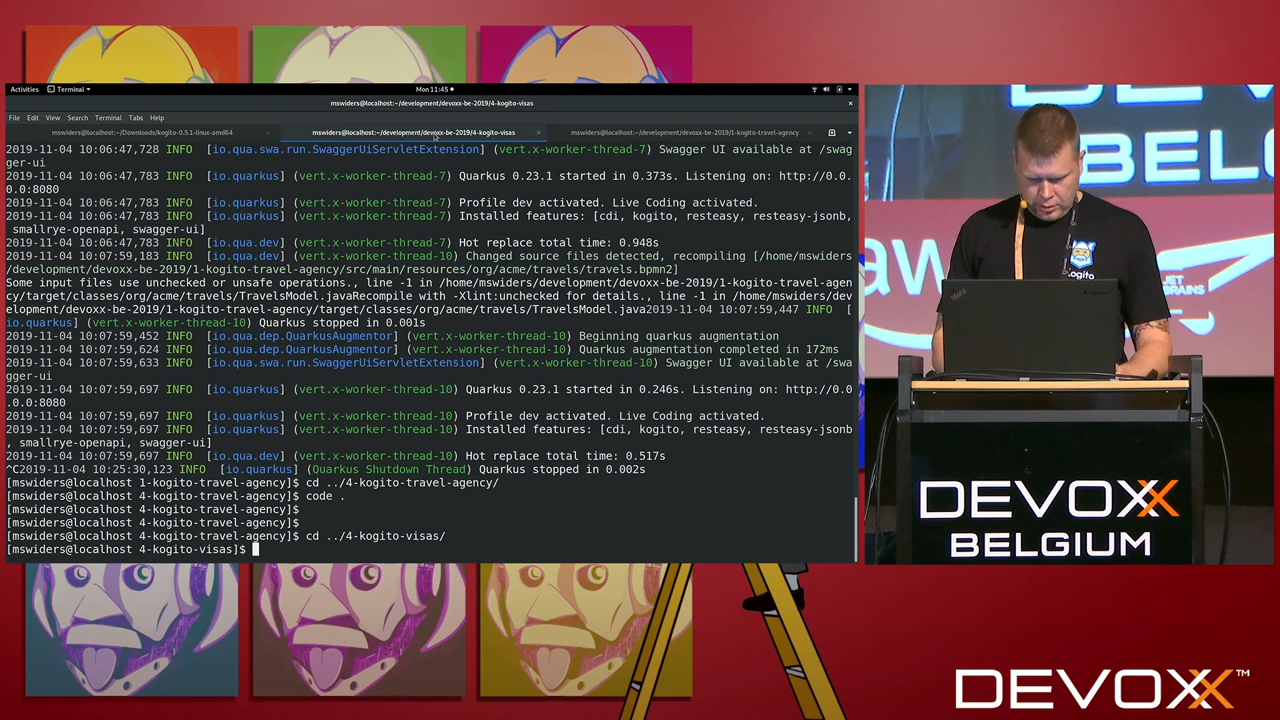 Activities Terminal Mon 11:45
mswiders@localhost:~/development/devoxx-be-2019/4-kogito-visas
File Edit View Search Terminal Tabs Help
mswiders@localhost:~/Downloads/kogito-0.5.1-linux-amd64 mswiders@localhost:~/development/devoxx-be-2019/4-kogito-visas mswiders@localhost:~/development/devoxx-be-2019/1-kogito-travel-agency
2019-11-04 10:06:47,728 INFO [io.qua.swa.run.SwaggerUiServletExtension] (vert.x-worker-thread-7) Swagger UI available at /swag
ger-ui
2019-11-04 10:06:47,783 INFO [io.quarkus] (vert.x-worker-thread-7) Quarkus 0.23.1 started in 0.373s. Listening on: http://0.0.
0.0:8080
2019-11-04 10:06:47,783 INFO [io.quarkus] (vert.x-worker-thread-7) Profile dev activated. Live Coding activated.
2019-11-04 10:06:47,783 INFO [io.quarkus] (vert.x-worker-thread-7) Installed features: [cdi, kogito, resteasy, resteasy-jsonb,
smallrye-openapi, swagger-ui]
2019-11-04 10:06:47,783 INFO [io.qua.dev] (vert.x-worker-thread-7) Hot replace total time: 0.948s
2019-11-04 10:07:59,183 INFO [io.qua.dev] (vert.x-worker-thread-10) Changed source files detected, recompiling [/home/mswiders
/development/devoxx-be-2019/1-kogito-travel-agency/src/main/resources/org/acme/travels/travels.bpmn2]
Some input files use unchecked or unsafe operations., line -1 in /home/mswiders/development/devoxx-be-2019/1-kogito-travel-agen
cy/target/classes/org/acme/travels/TravelsModel.javaRecompile with -Xlint:unchecked for details., line -1 in /home/mswiders/dev
elopment/devoxx-be-2019/1-kogito-travel-agency/target/classes/org/acme/travels/TravelsModel.java2019-11-04 10:07:59,447 INFO [
io.quarkus] (vert.x-worker-thread-10) Quarkus stopped in 0.001s
2019-11-04 10:07:59,452 INFO [io.qua.dep.QuarkusAugmentor] (vert.x-worker-thread-10) Beginning quarkus augmentation
2019-11-04 10:07:59,624 INFO [io.qua.dep.QuarkusAugmentor] (vert.x-worker-thread-10) Quarkus augmentation completed in 172ms
2019-11-04 10:07:59,633 INFO [io.qua.swa.run.SwaggerUiServletExtension] (vert.x-worker-thread-10) Swagger UI available at /swa
gger-ui
2019-11-04 10:07:59,697 INFO [io.quarkus] (vert.x-worker-thread-10) Quarkus 0.23.1 started in 0.246s. Listening on: http://0.0
.0.0:8080
2019-11-04 10:07:59,697 INFO [io.quarkus] (vert.x-worker-thread-10) Profile dev activated. Live Coding activated.
2019-11-04 10:07:59,697 INFO [io.quarkus] (vert.x-worker-thread-10) Installed features: [cdi, kogito, resteasy, resteasy-jsonb
, smallrye-openapi, swagger-ui]
2019-11-04 10:07:59,697 INFO [io.qua.dev] (vert.x-worker-thread-10) Hot replace total time: 0.517s
^C2019-11-04 10:25:30,123 INFO [io.quarkus] (Quarkus Shutdown Thread) Quarkus stopped in 0.002s
[mswiders@localhost 1-kogito-travel-agency]$ cd ../4-kogito-travel-agency/
[mswiders@localhost 4-kogito-travel-agency]$ code .
[mswiders@localhost 4-kogito-travel-agency]$
[mswiders@localhost 4-kogito-travel-agency]$
[mswiders@localhost 4-kogito-travel-agency]$ cd ../4-kogito-visas/
[mswiders@localhost 4-kogito-visas]$
BEL
aw
JET
BRAINS
kogito
DEVOXX
BELGIUM
DEVOXX™